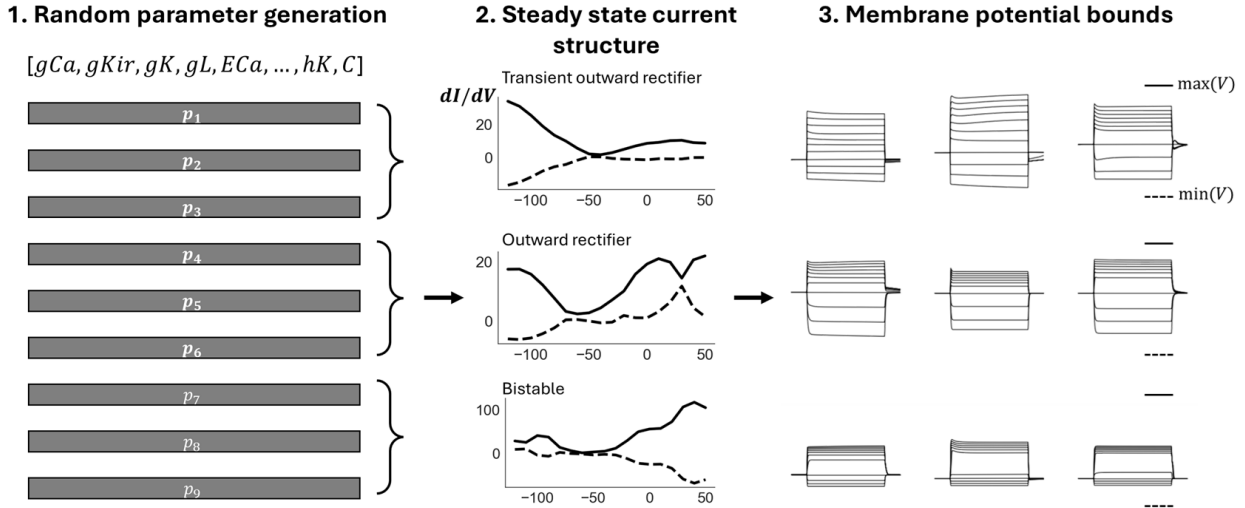 1. Random parameter generation
[gCa, gKir, gK, gL, ECa, … , hK, C]
p1
p2
p3
p4
p5
p6
p7
p8
p9
2. Steady state current
structure
Transient outward rectifier
dI/dV
20
0
−100 −50 0 50
Outward rectifier
20
0
−100 −50 0 50
Bistable
100
0
−100 −50 0 50
3. Membrane potential bounds
max(V)
min(V)